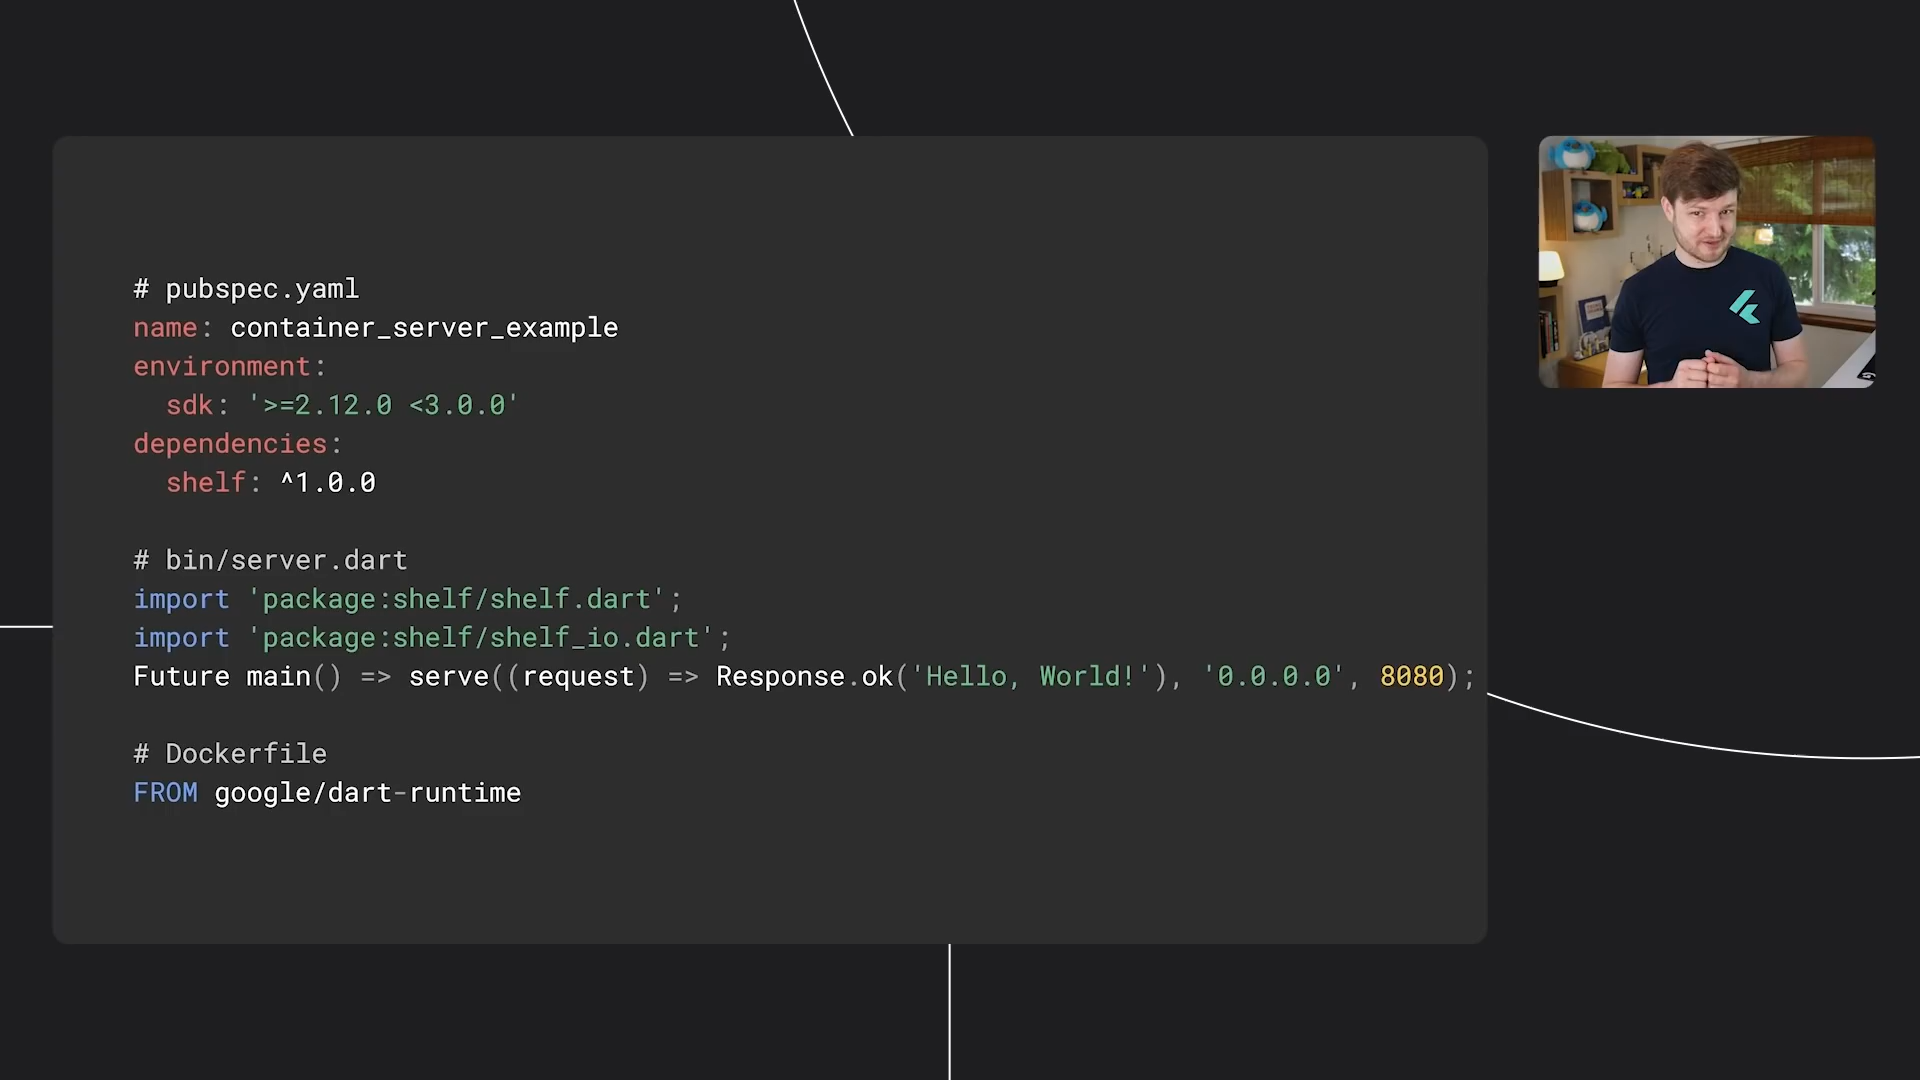 # pubspec.yaml
name: container_server_example
environment:
  sdk: '>=2.12.0 <3.0.0'
dependencies:
  shelf: ^1.0.0

# bin/server.dart
import 'package:shelf/shelf.dart';
import 'package:shelf/shelf_io.dart';
Future main() => serve((request) => Response.ok('Hello, World!'), '0.0.0.0', 8080);

# Dockerfile
FROM google/dart-runtime